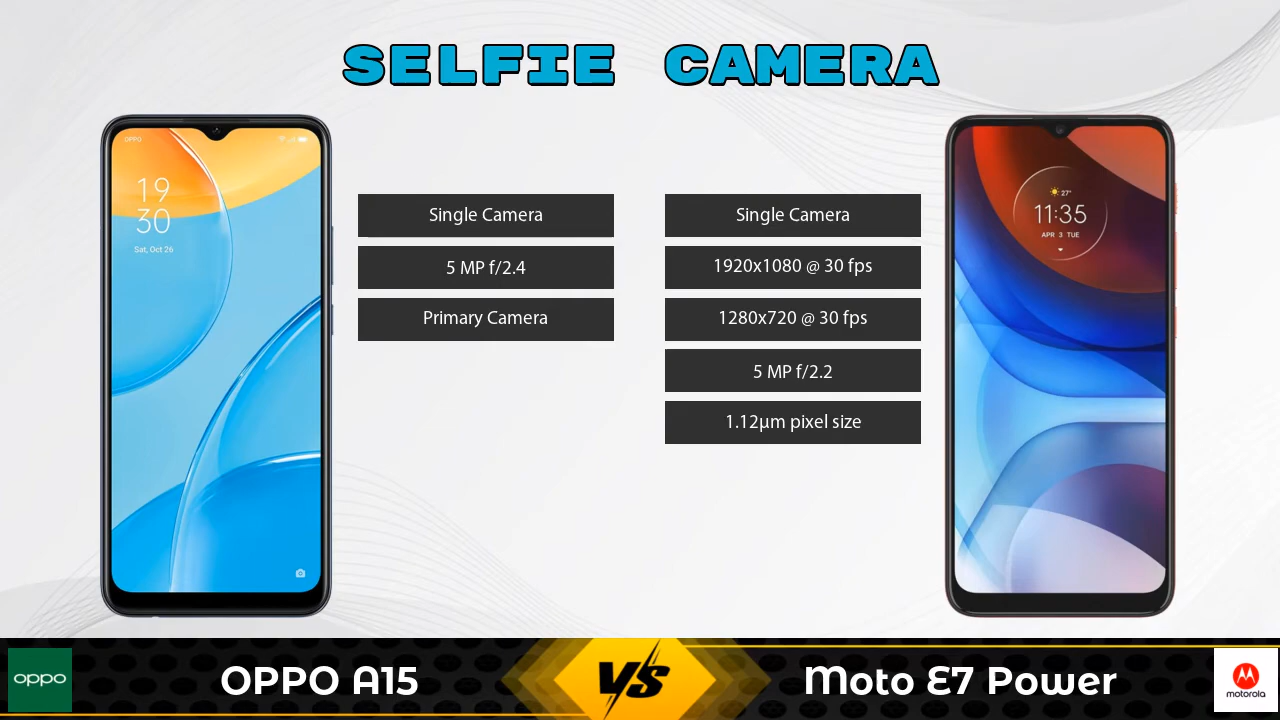 SELFIE CAMERA
OPPO
19
30
Sat, Oct 26
Single Camera
5 MP f/2.4
Primary Camera
Single Camera
1920x1080 @ 30 fps
1280x720 @ 30 fps
5 MP f/2.2
1.12µm pixel size
27°
11:35
APR 3 TUE
oppo
OPPO A15
VS
Moto E7 Power
motorola